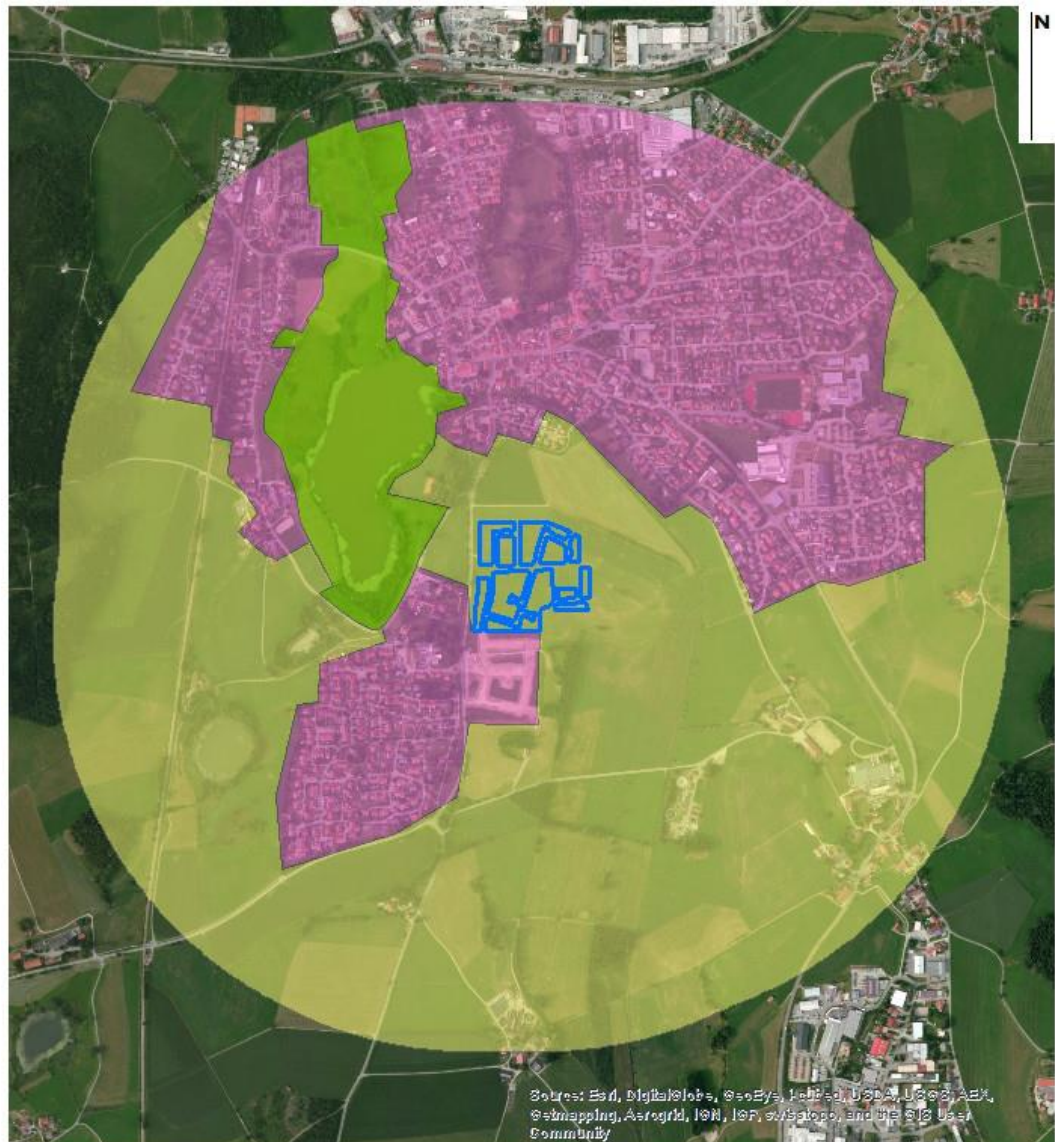 N
Source: Esri, DigitalGlobe, GeoEye, i-cubed, USDA, USGS, AEX,
Getmapping, Aerogrid, IGN, IGP, swisstopo, and the GIS User
Community